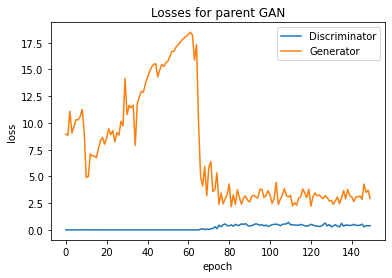 Losses for parent GAN
Discriminator
Generator
loss
17.5
15.0
12.5
10.0
7.5
5.0
2.5
0.0
0 20 40 60 80 100 120 140
epoch